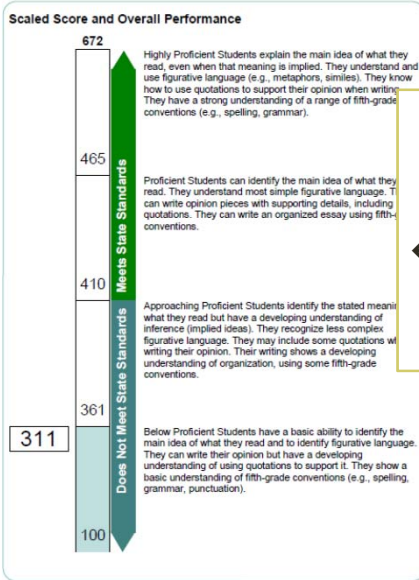 Scaled Score and Overall Performance
672
Highly Proficient Students explain the main idea of what they
read, even when that meaning is implied. They understand and
use figurative language (e.g., metaphors, similes). They know
how to use quotations to support their opinion when writing
They have a strong understanding of a range of fifth-grade
conventions (e.g., spelling, grammar).
465
Proficient Students can identify the main idea of what they
read. They understand most simple figurative language.
can write opinion pieces with supporting details, including
quotations. They can write an organized essay using
conventions.
410
Meets State Standards
Approaching Proficient Students identify the stated
what they read but have a developing understanding of
inference (implied ideas). They recognize less complex
figurative language. They may include some quotations
writing their opinion. Their writing shows a developing
understanding of organization, using some fifth-grade
conventions.
361
311
Below Proficient Students have a basic ability to identify the
main idea of what they read and to identify figurative language.
They can write their opinion but have a developing
understanding of using quotations to support it. They show a
basic understanding of fifth-grade conventions (e.g., spelling,
grammar, punctuation).
Does Not Meet State Standards
100